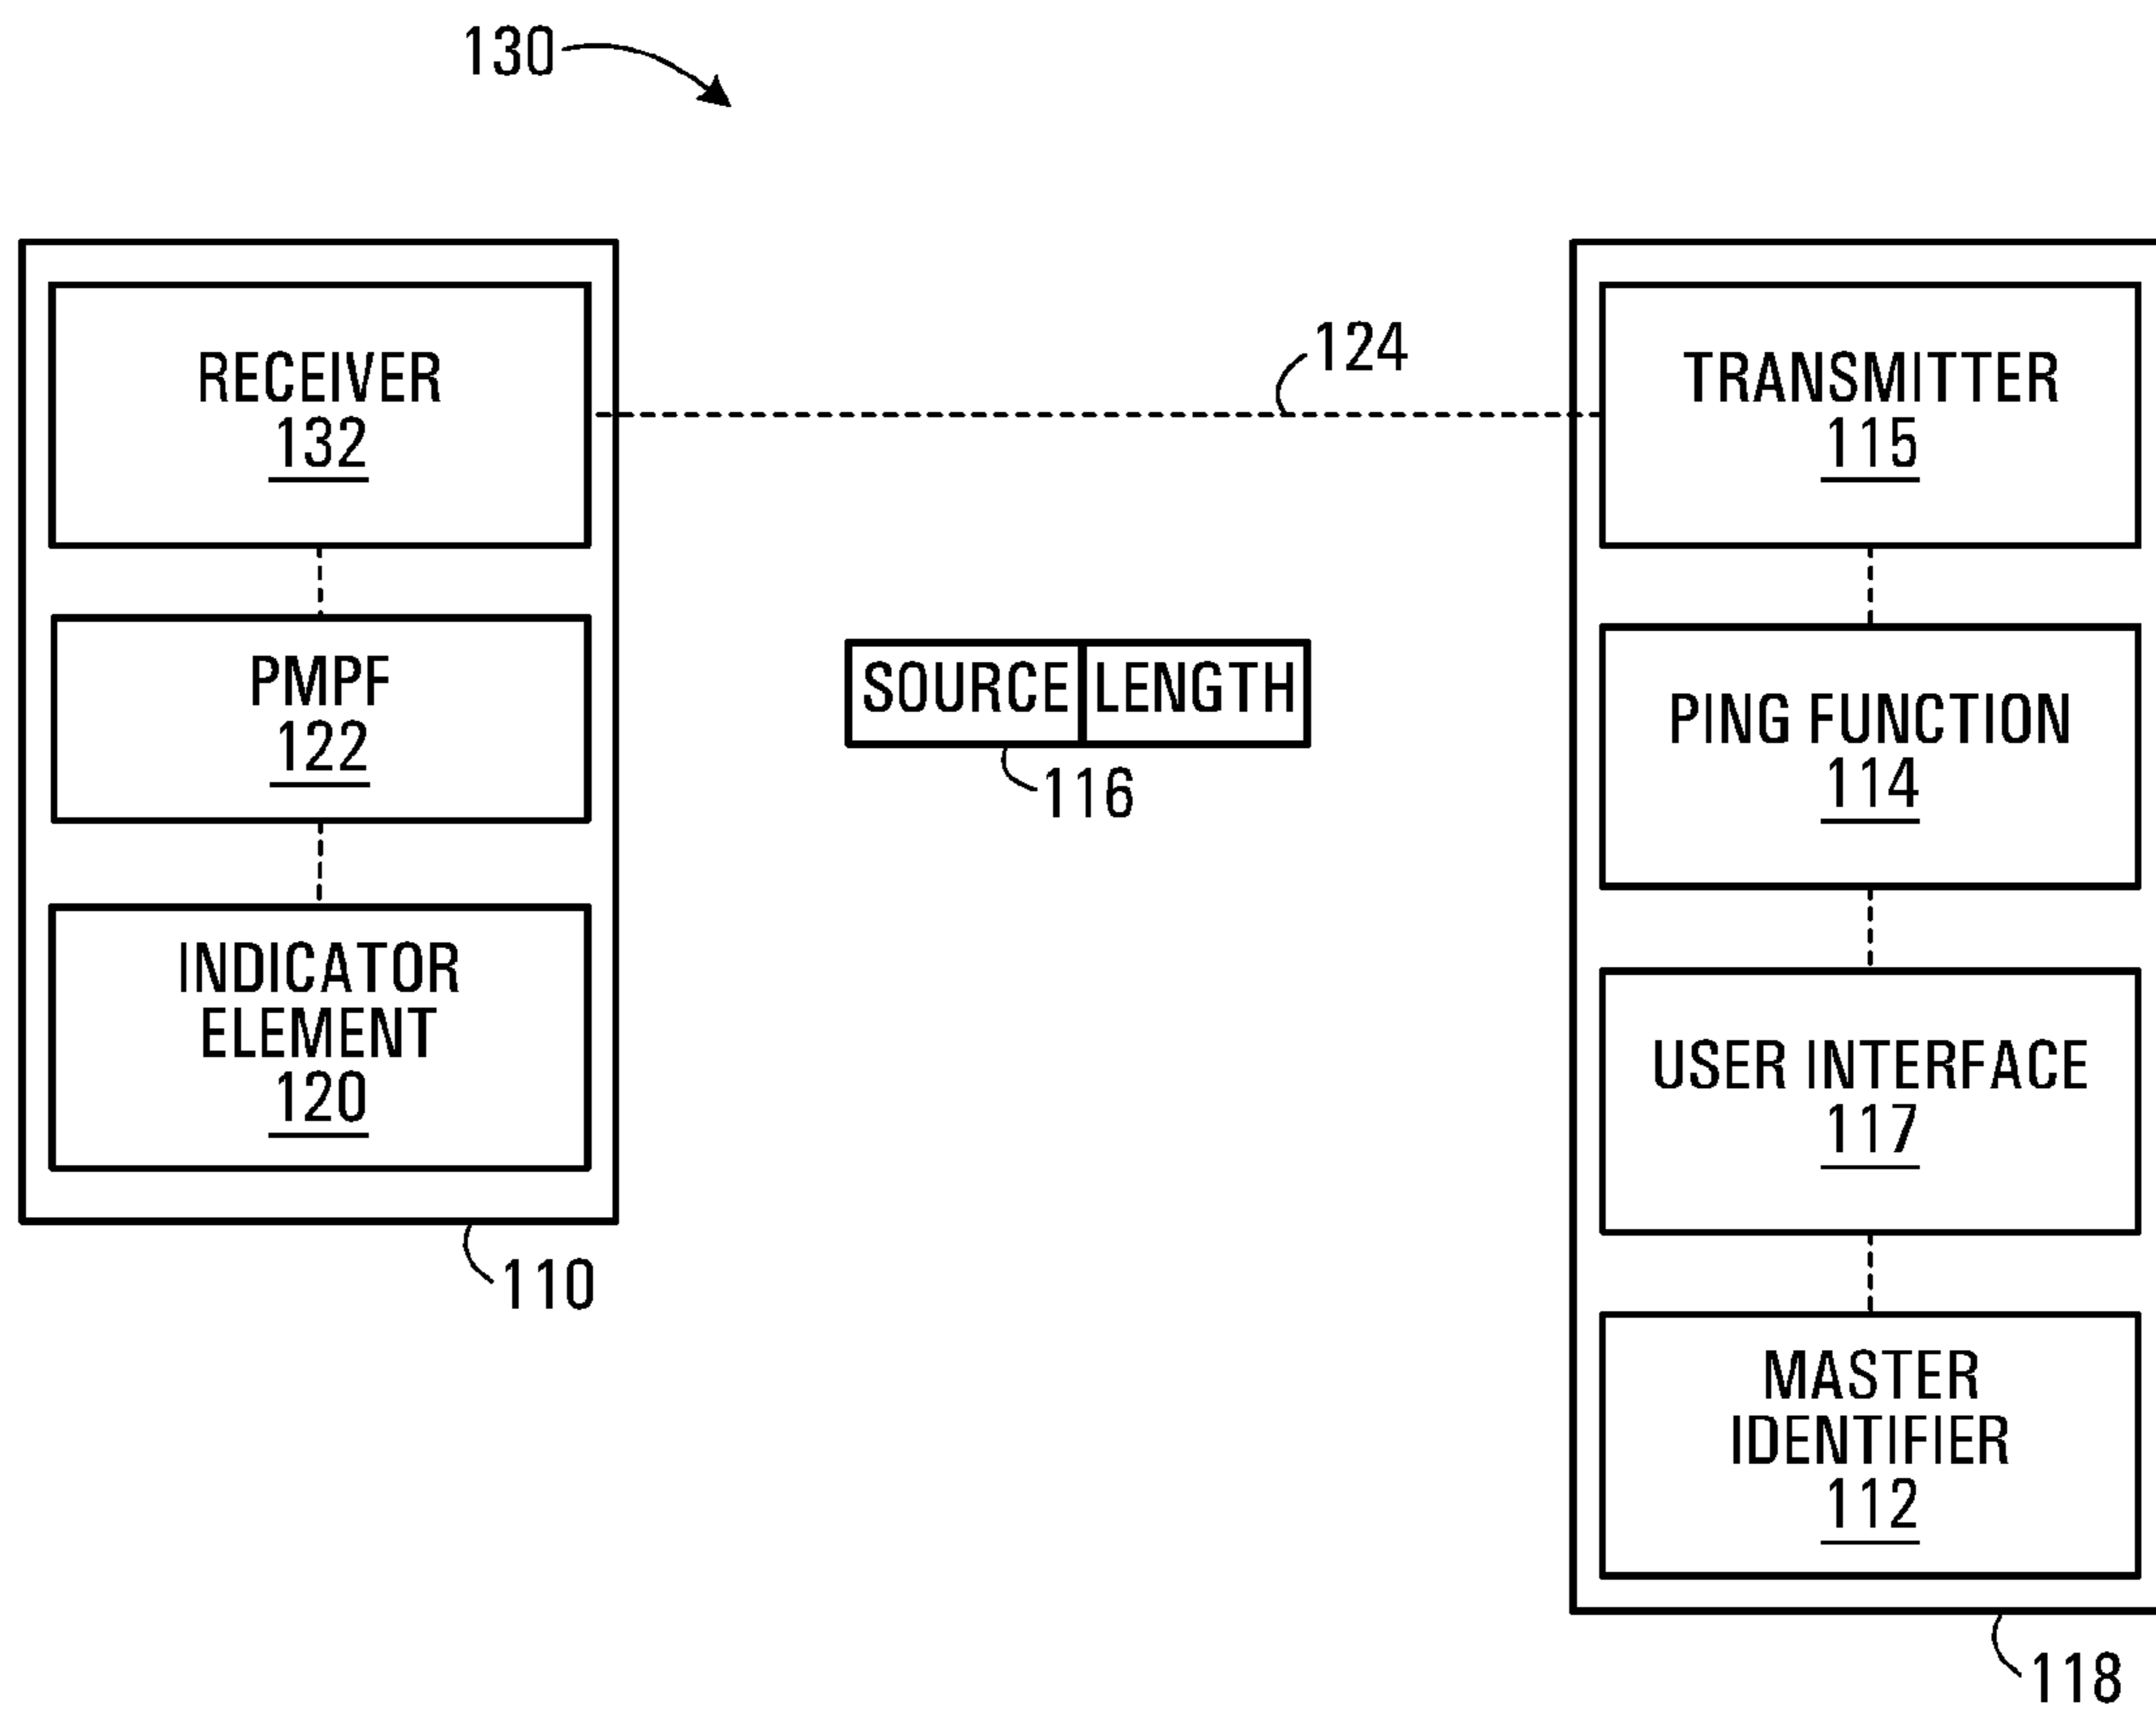 130
RECEIVER
132
PMPF
122
INDICATOR
ELEMENT
120
110
124
SOURCE LENGTH
116
TRANSMITTER
115
PING FUNCTION
114
USER INTERFACE
117
MASTER
IDENTIFIER
112
118